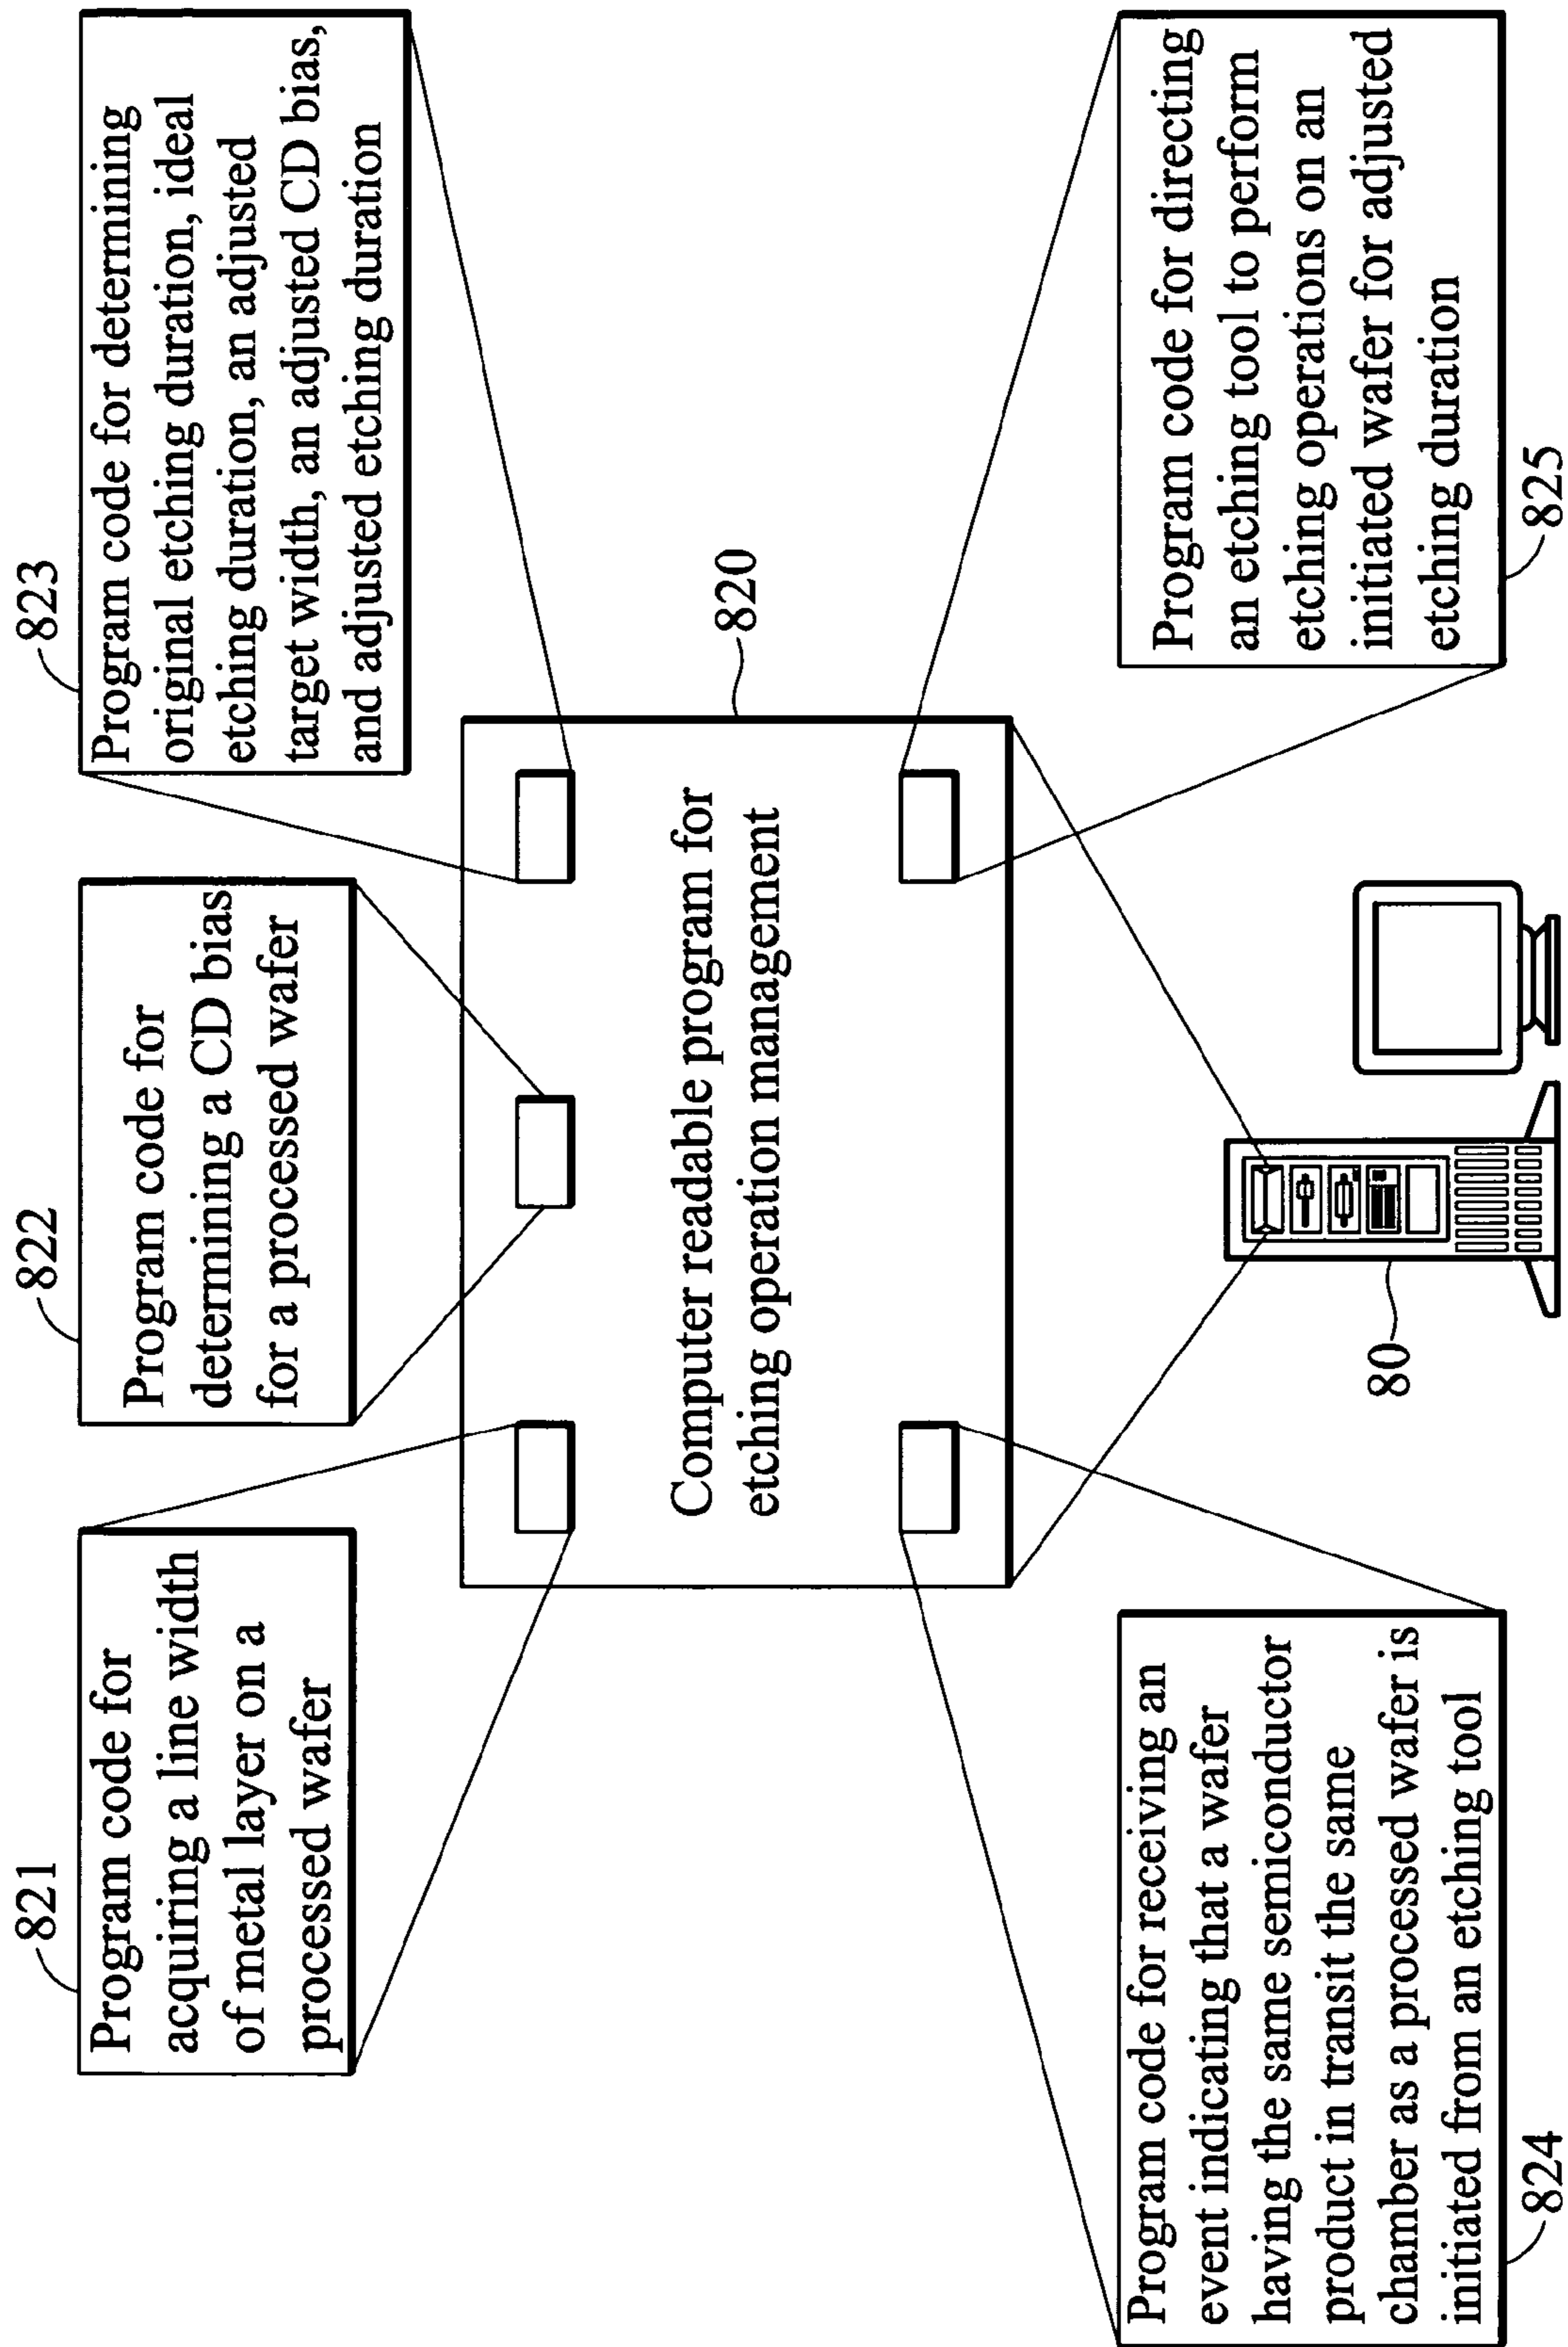 821
Program code for
acquiring a line width
of metal layer on a
processed wafer
822
Program code for
determining a CD bias
for a processed wafer
823
Program code for determining
original etching duration, ideal
etching duration, an adjusted
target width, an adjusted CD bias,
and adjusted etching duration
820
Computer readable program for
etching operation management
Program code for receiving an
event indicating that a wafer
having the same semiconductor
product in transit the same
chamber as a processed wafer is
initiated from an etching tool
824
80
Program code for directing
an etching tool to perform
etching operations on an
initiated wafer for adjusted
etching duration
825